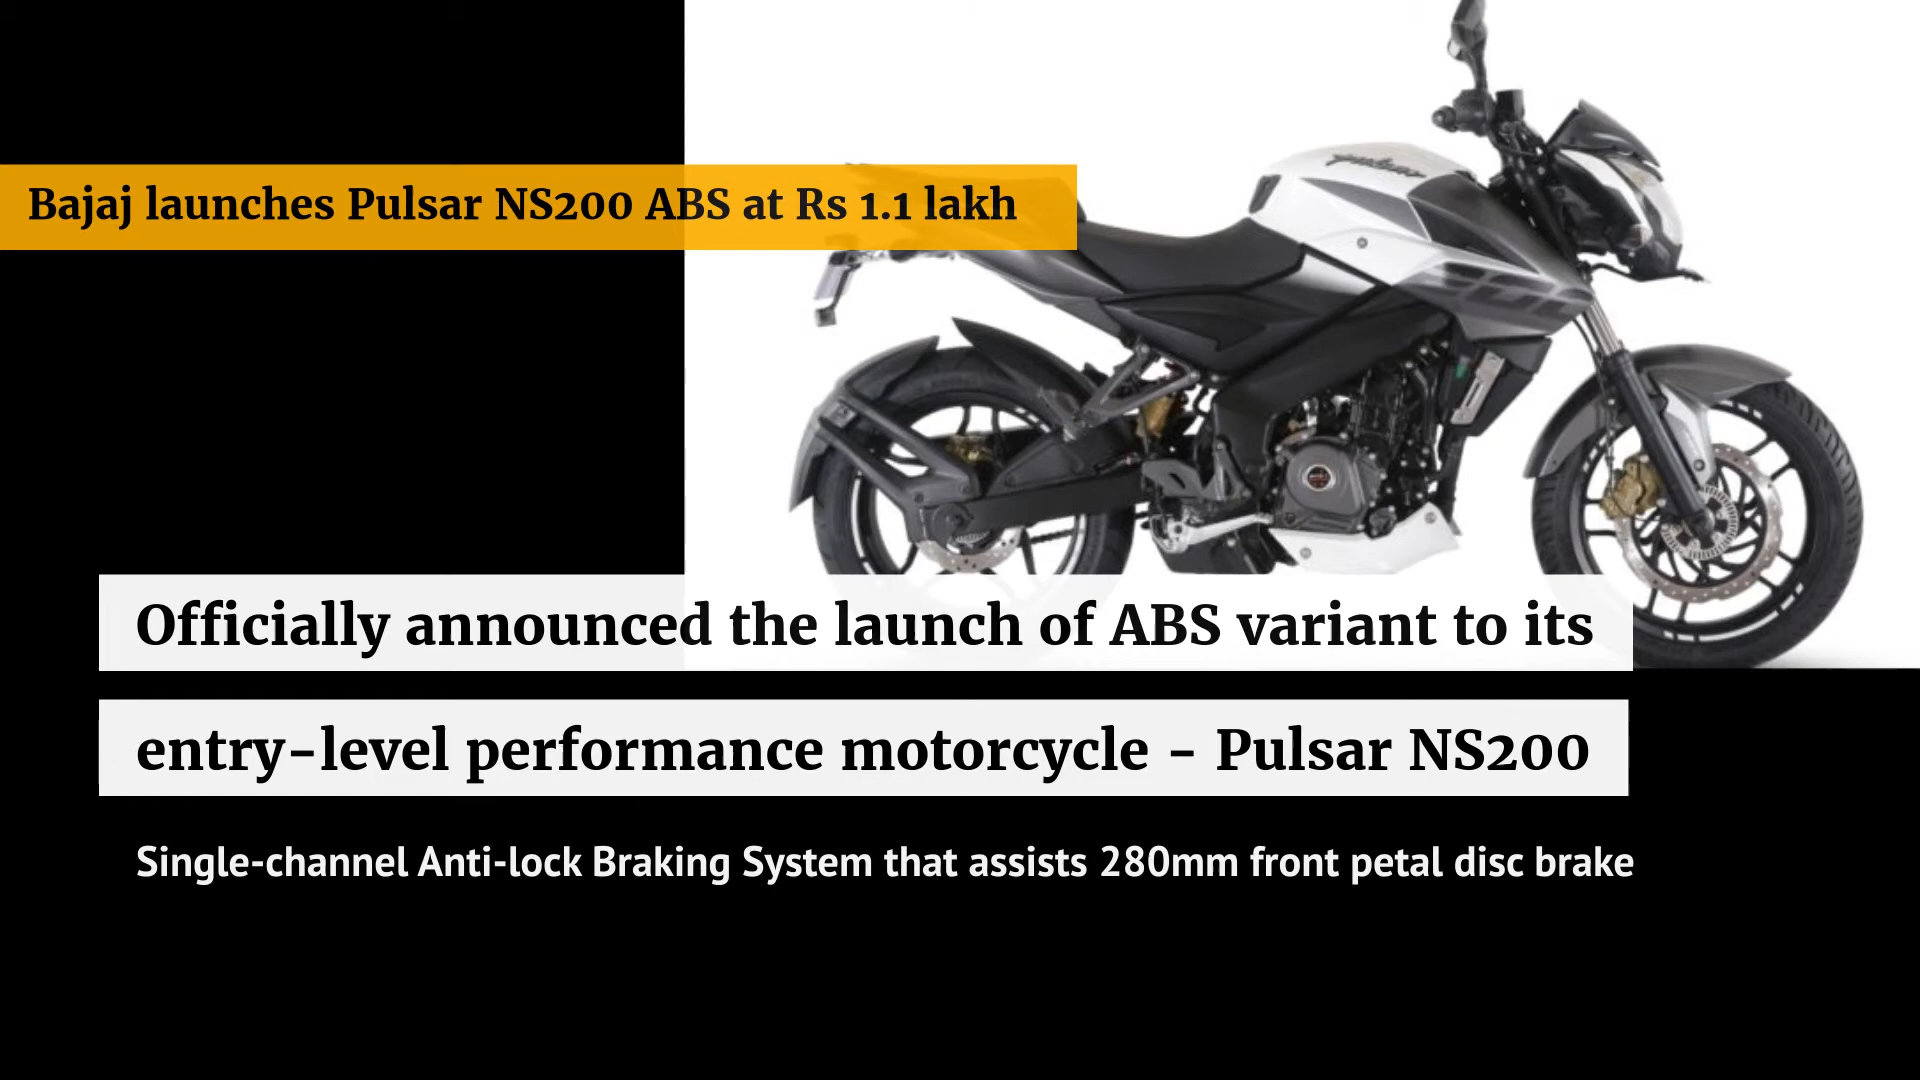 Bajaj launches Pulsar NS200 ABS at Rs 1.1 lakh
pulsar
200
Officially announced the launch of ABS variant to its
entry-level performance motorcycle - Pulsar NS200
Single-channel Anti-lock Braking System that assists 280mm front petal disc brake